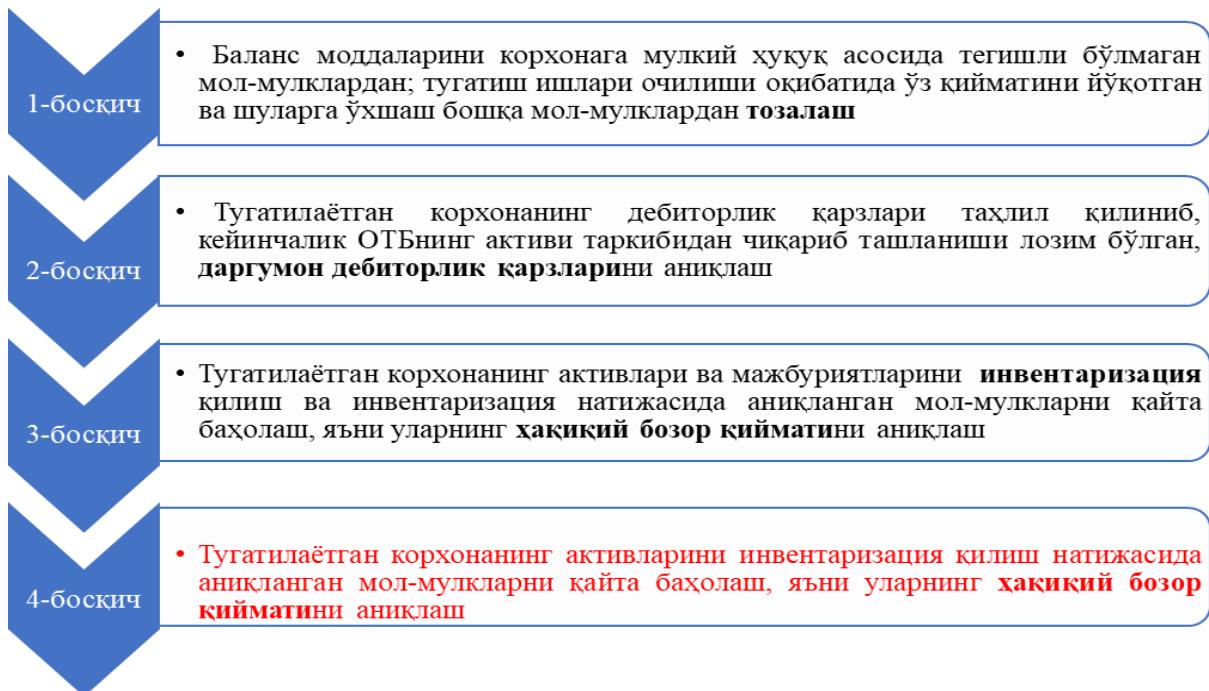 1-босқич
• Баланс моддаларини корхонага мулкий ҳуқуқ асосида тегишли бўлмаган
мол-мулклардан; тугатиш ишлари очилиши оқибатида ўз қийматини йўқотган
ва шуларга ўхшаш бошқа мол-мулклардан тозалаш
2-босқич
• Тугатилаётган корхонанинг дебиторлик қарзлари таҳлил қилиниб,
кейинчалик ОТБнинг активи таркибидан чиқариб ташланиши лозим бўлган,
даргумон дебиторлик қарзларини аниқлаш
3-босқич
• Тугатилаётган корхонанинг активлари ва мажбуриятларини инвентаризация
қилиш ва инвентаризация натижасида аниқланган мол-мулкларни қайта
баҳолаш, яъни уларнинг ҳақиқий бозор қийматини аниқлаш
4-босқич
• Тугатилаётган корхонанинг активларини инвентаризация қилиш натижасида
аниқланган мол-мулкларни қайта баҳолаш, яъни уларнинг ҳақиқий бозор
қийматини аниқлаш